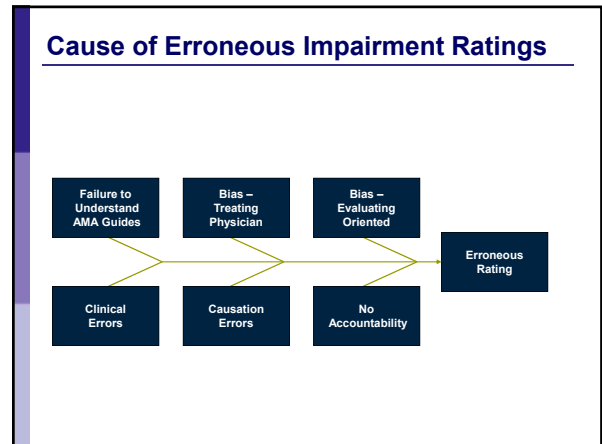 Cause of Erroneous Impairment Ratings
Failure to
Understand
AMA Guides
Bias –
Treating
Physician
Bias –
Evaluating
Oriented
Erroneous
Rating
Clinical
Errors
Causation
Errors
No
Accountability